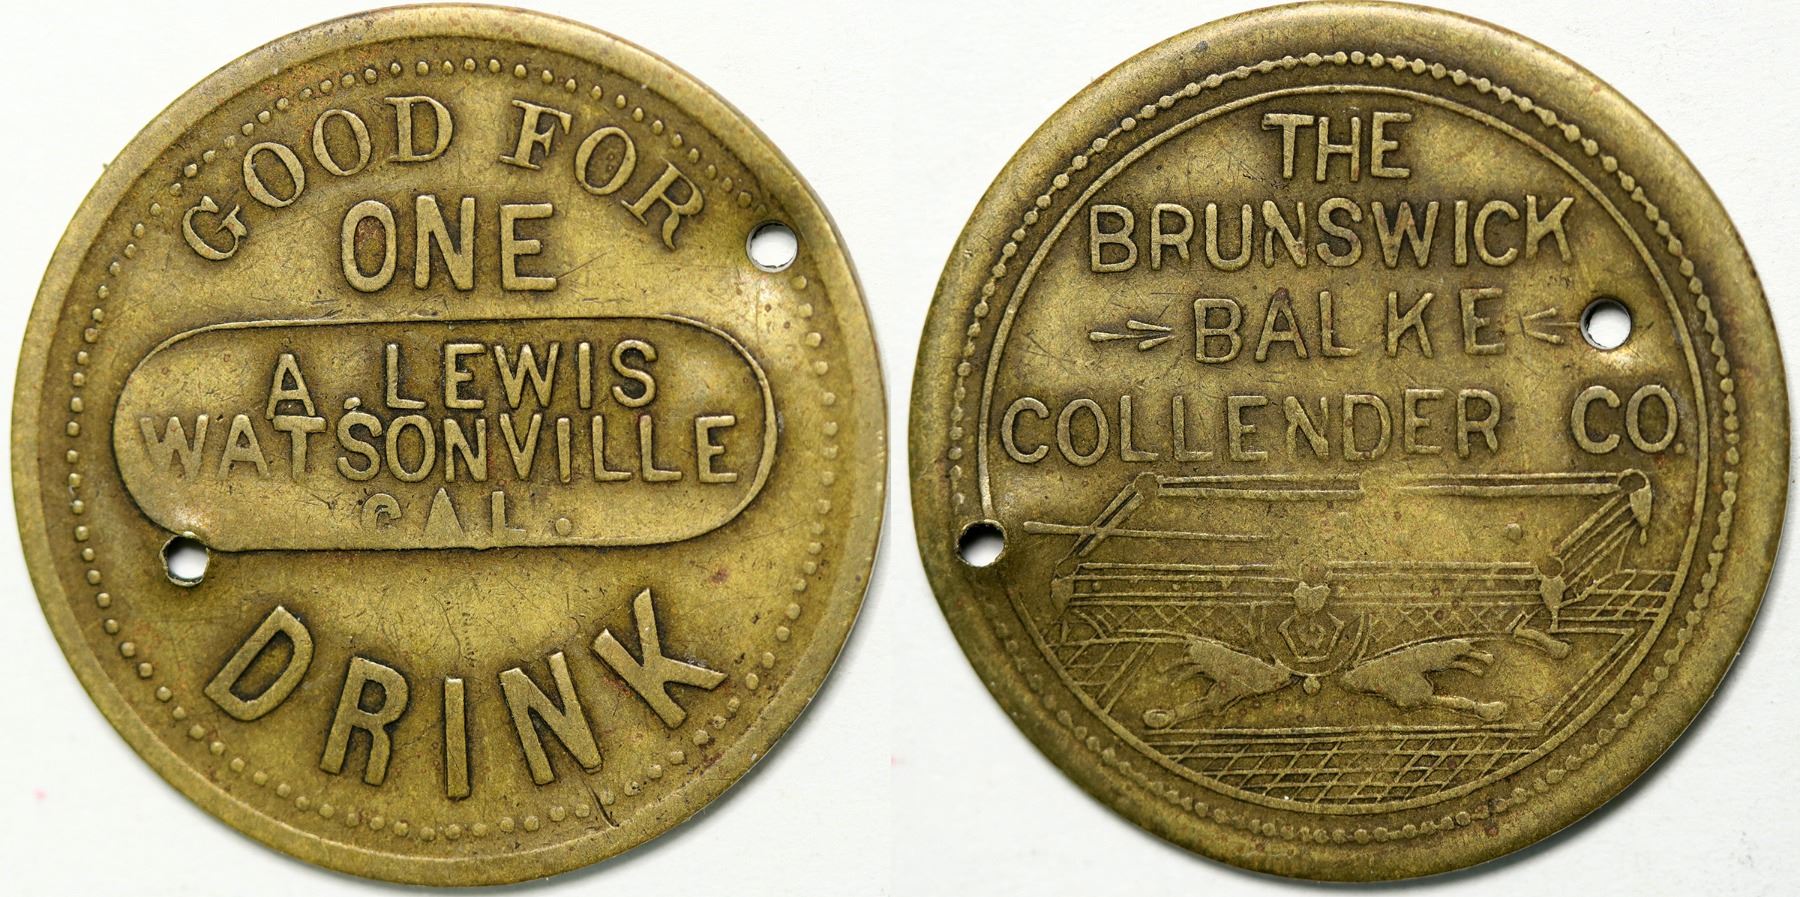 GOOD FOR
ONE
A. LEWIS
WATSONVILLE
CAL.
DRINK
THE
BRUNSWICK
BALKE
COLLENDER CO.